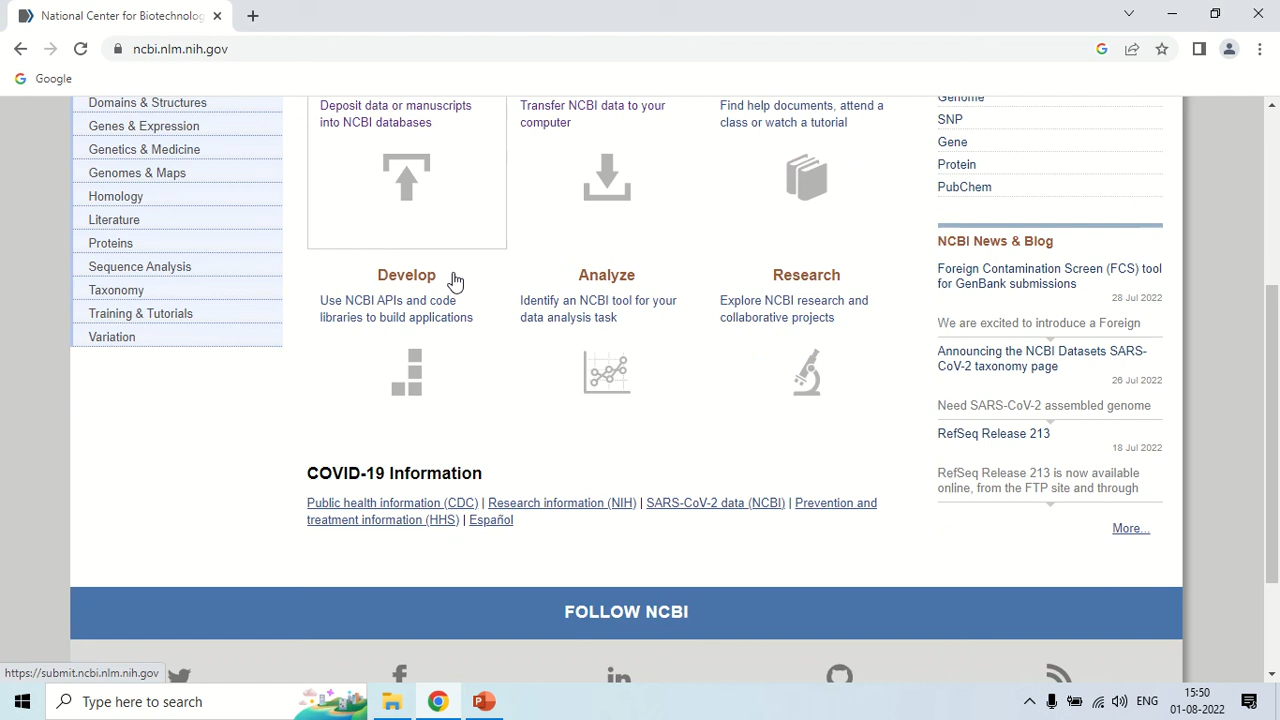 National Center for Biotechnolog
ncbi.nlm.nih.gov
Google
Domains & Structures
Genes & Expression
Genetics & Medicine
Genomes & Maps
Homology
Literature
Proteins
Sequence Analysis
Taxonomy
Training & Tutorials
Variation
Deposit data or manuscripts
into NCBI databases
Transfer NCBI data to your
computer
Find help documents, attend a
class or watch a tutorial
Develop
Use NCBI APIs and code
libraries to build applications
Analyze
Identify an NCBI tool for your
data analysis task
Research
Explore NCBI research and
collaborative projects
COVID-19 Information
Public health information (CDC) | Research information (NIH) | SARS-CoV-2 data (NCBI) | Prevention and
treatment information (HHS) | Español
Genome
SNP
Gene
Protein
PubChem
NCBI News & Blog
Foreign Contamination Screen (FCS) tool
for GenBank submissions
28 Jul 2022
We are excited to introduce a Foreign
Announcing the NCBI Datasets SARS-
CoV-2 taxonomy page
26 Jul 2022
Need SARS-CoV-2 assembled genome
RefSeq Release 213
18 Jul 2022
RefSeq Release 213 is now available
online, from the FTP site and through
More...
FOLLOW NCBI
https://submit.ncbi.nlm.nih.gov
Type here to search
ENG
15:50
01-08-2022